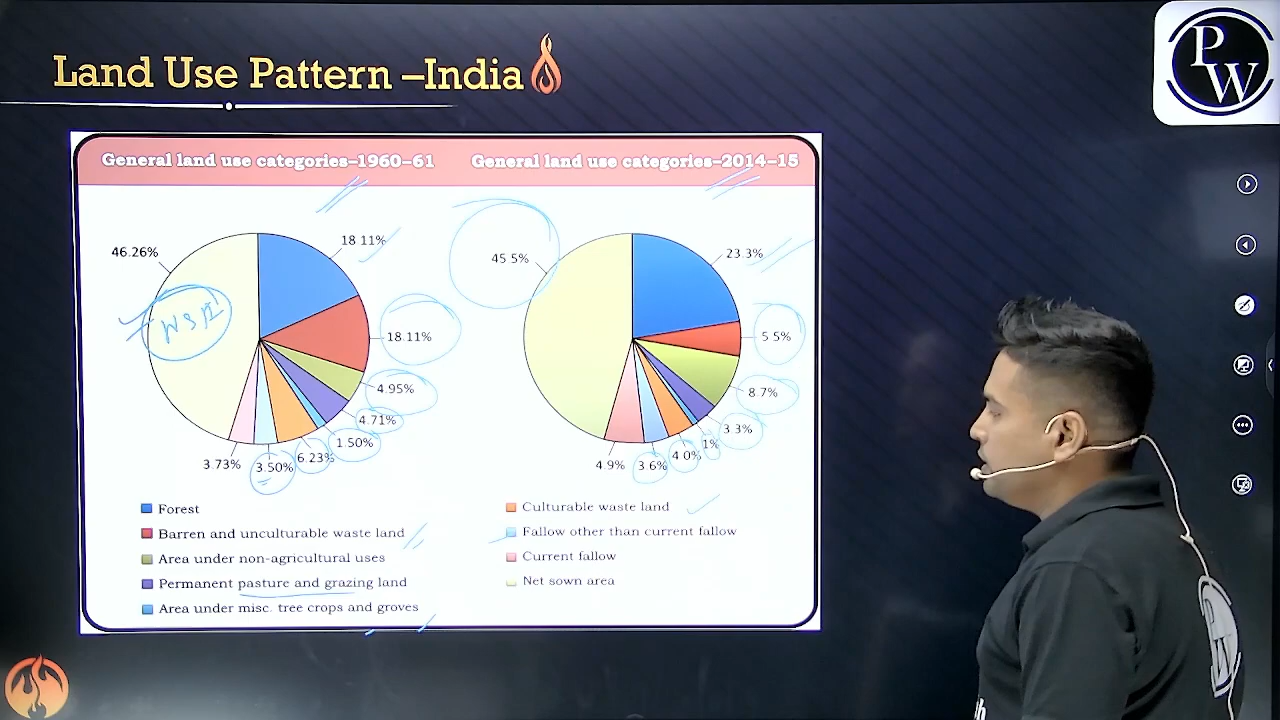 Land Use Pattern –India
PW
General land use categories–1960–61
General land use categories–2014–15
46.26%
18 11%
18.11%
4.95%
4.71%
1.50%
6.23%
3.50%
3.73%
45 5%
23.3%
5 5%
8.7%
3.3%
1%
4 0%
3.6%
4.9%
Forest
Barren and unculturable waste land
Area under non-agricultural uses
Permanent pasture and grazing land
Area under misc. tree crops and groves
Culturable waste land
Fallow other than current fallow
Current fallow
Net sown area
PW